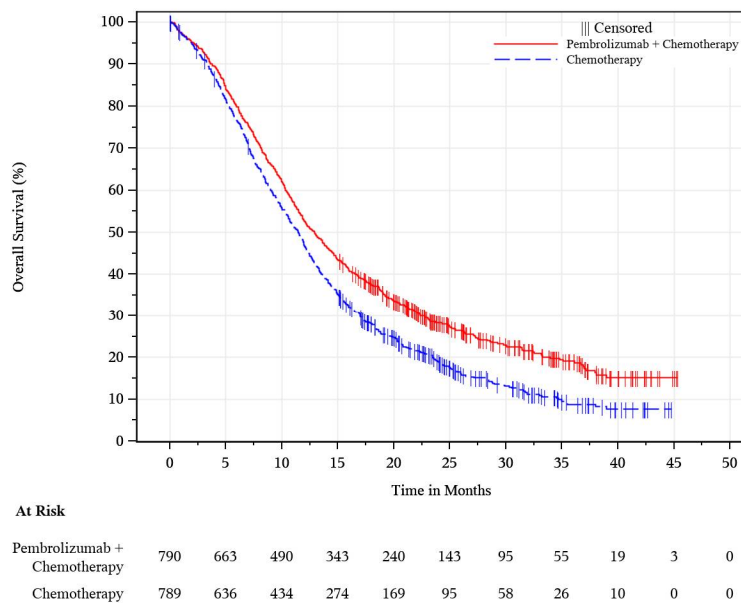 ||| Censored
Pembrolizumab + Chemotherapy
Chemotherapy
Overall Survival (%)
100
90
80
70
60
50
40
30
20
10
0
0 5 10 15 20 25 30 35 40 45 50
Time in Months
At Risk
Pembrolizumab +
Chemotherapy 790 663 490 343 240 143 95 55 19 3 0
Chemotherapy 789 636 434 274 169 95 58 26 10 0 0